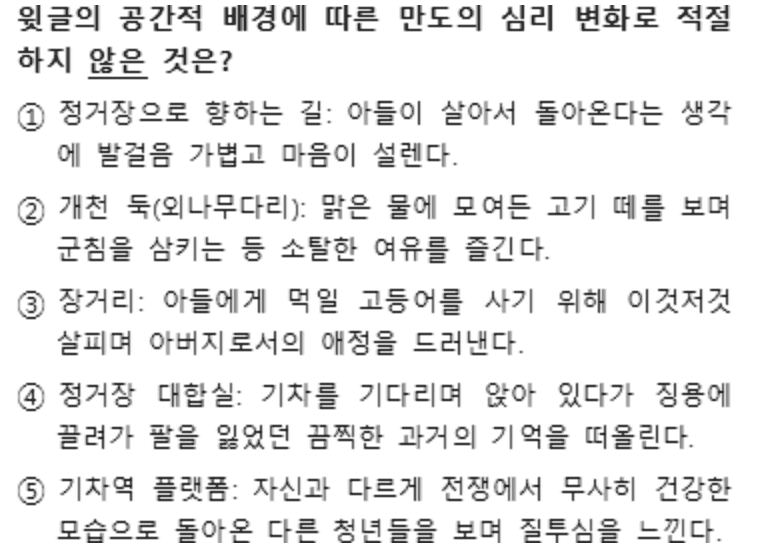 윗글의 공간적 배경에 따른 만도의 심리 변화로 적절
하지 않은 것은?
① 정거장으로 향하는 길: 아들이 살아서 돌아온다는 생각
에 발걸음 가볍고 마음이 설렌다.
② 개천 둑(외나무다리): 맑은 물에 모여든 고기 떼를 보며
군침을 삼키는 등 소탈한 여유를 즐긴다.
③ 장거리: 아들에게 먹일 고등어를 사기 위해 이것저것
살피며 아버지로서의 애정을 드러낸다.
④ 정거장 대합실: 기차를 기다리며 앉아 있다가 징용에
끌려가 팔을 잃었던 끔찍한 과거의 기억을 떠올린다.
⑤ 기차역 플랫폼: 자신과 다르게 전쟁에서 무사히 건강한
모습으로 돌아온 다른 청년들을 보며 질투심을 느낀다.